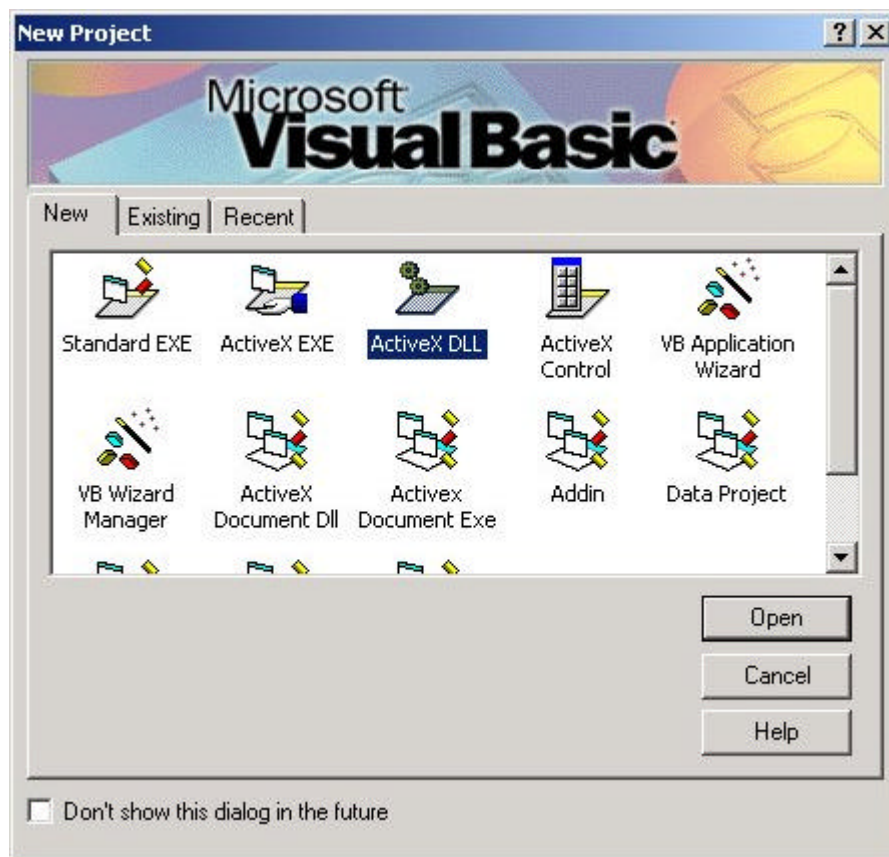 New Project
Microsoft
Visual Basic
New Existing Recent
Standard EXE ActiveX EXE ActiveX DLL ActiveX Control VB Application Wizard
VB Wizard Manager ActiveX Document Dll Activex Document Exe Addin Data Project
Open
Cancel
Help
Don't show this dialog in the future